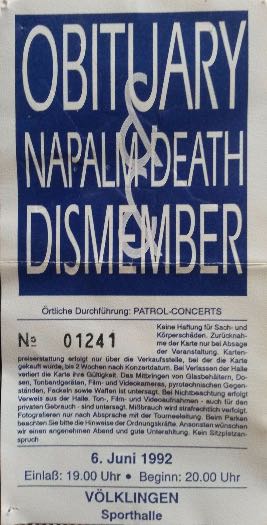 OBITUARY
&
NAPALM DEATH
DISMEMBER
Örtliche Durchführung: PATROL-CONCERTS
Nº 01241
Keine Haftung für Sach- und
Körperschäden. Zurücknah-
me der Karte nur bei Absage
der Veranstaltung. Karten-
preiserstattung erfolgt nur über die Verkaufsstelle, bei der die Karte
gekauft wurde, bis 2 Wochen nach Konzertdatum. Bei Verlassen der Halle
verliert die Karte ihre Gültigkeit. Das Mitbringen von Glasbehältern, Do-
sen, Tonbandgeräten, Film- und Videokameras, pyrotechnischen Gegen-
ständen, Fackeln sowie Waffen ist untersagt. Bei Nichtbeachtung erfolgt
Verweis aus der Halle. Ton-, Film- und Videoaufnahmen - auch für den
privaten Gebrauch - sind untersagt. Mißbrauch wird strafrechtlich verfolgt.
Fotografieren nur nach Absprache mit der Tourneeleitung. Beim Parken
beachten Sie bitte die Hinweise der Ordnungskräfte. Ansonsten wünschen
wir einen angenehmen Abend und gute Unterhaltung. Kein Sitzplatzan-
spruch
6. Juni 1992
Einlaß: 19.00 Uhr • Beginn: 20.00 Uhr
VÖLKLINGEN
Sporthalle